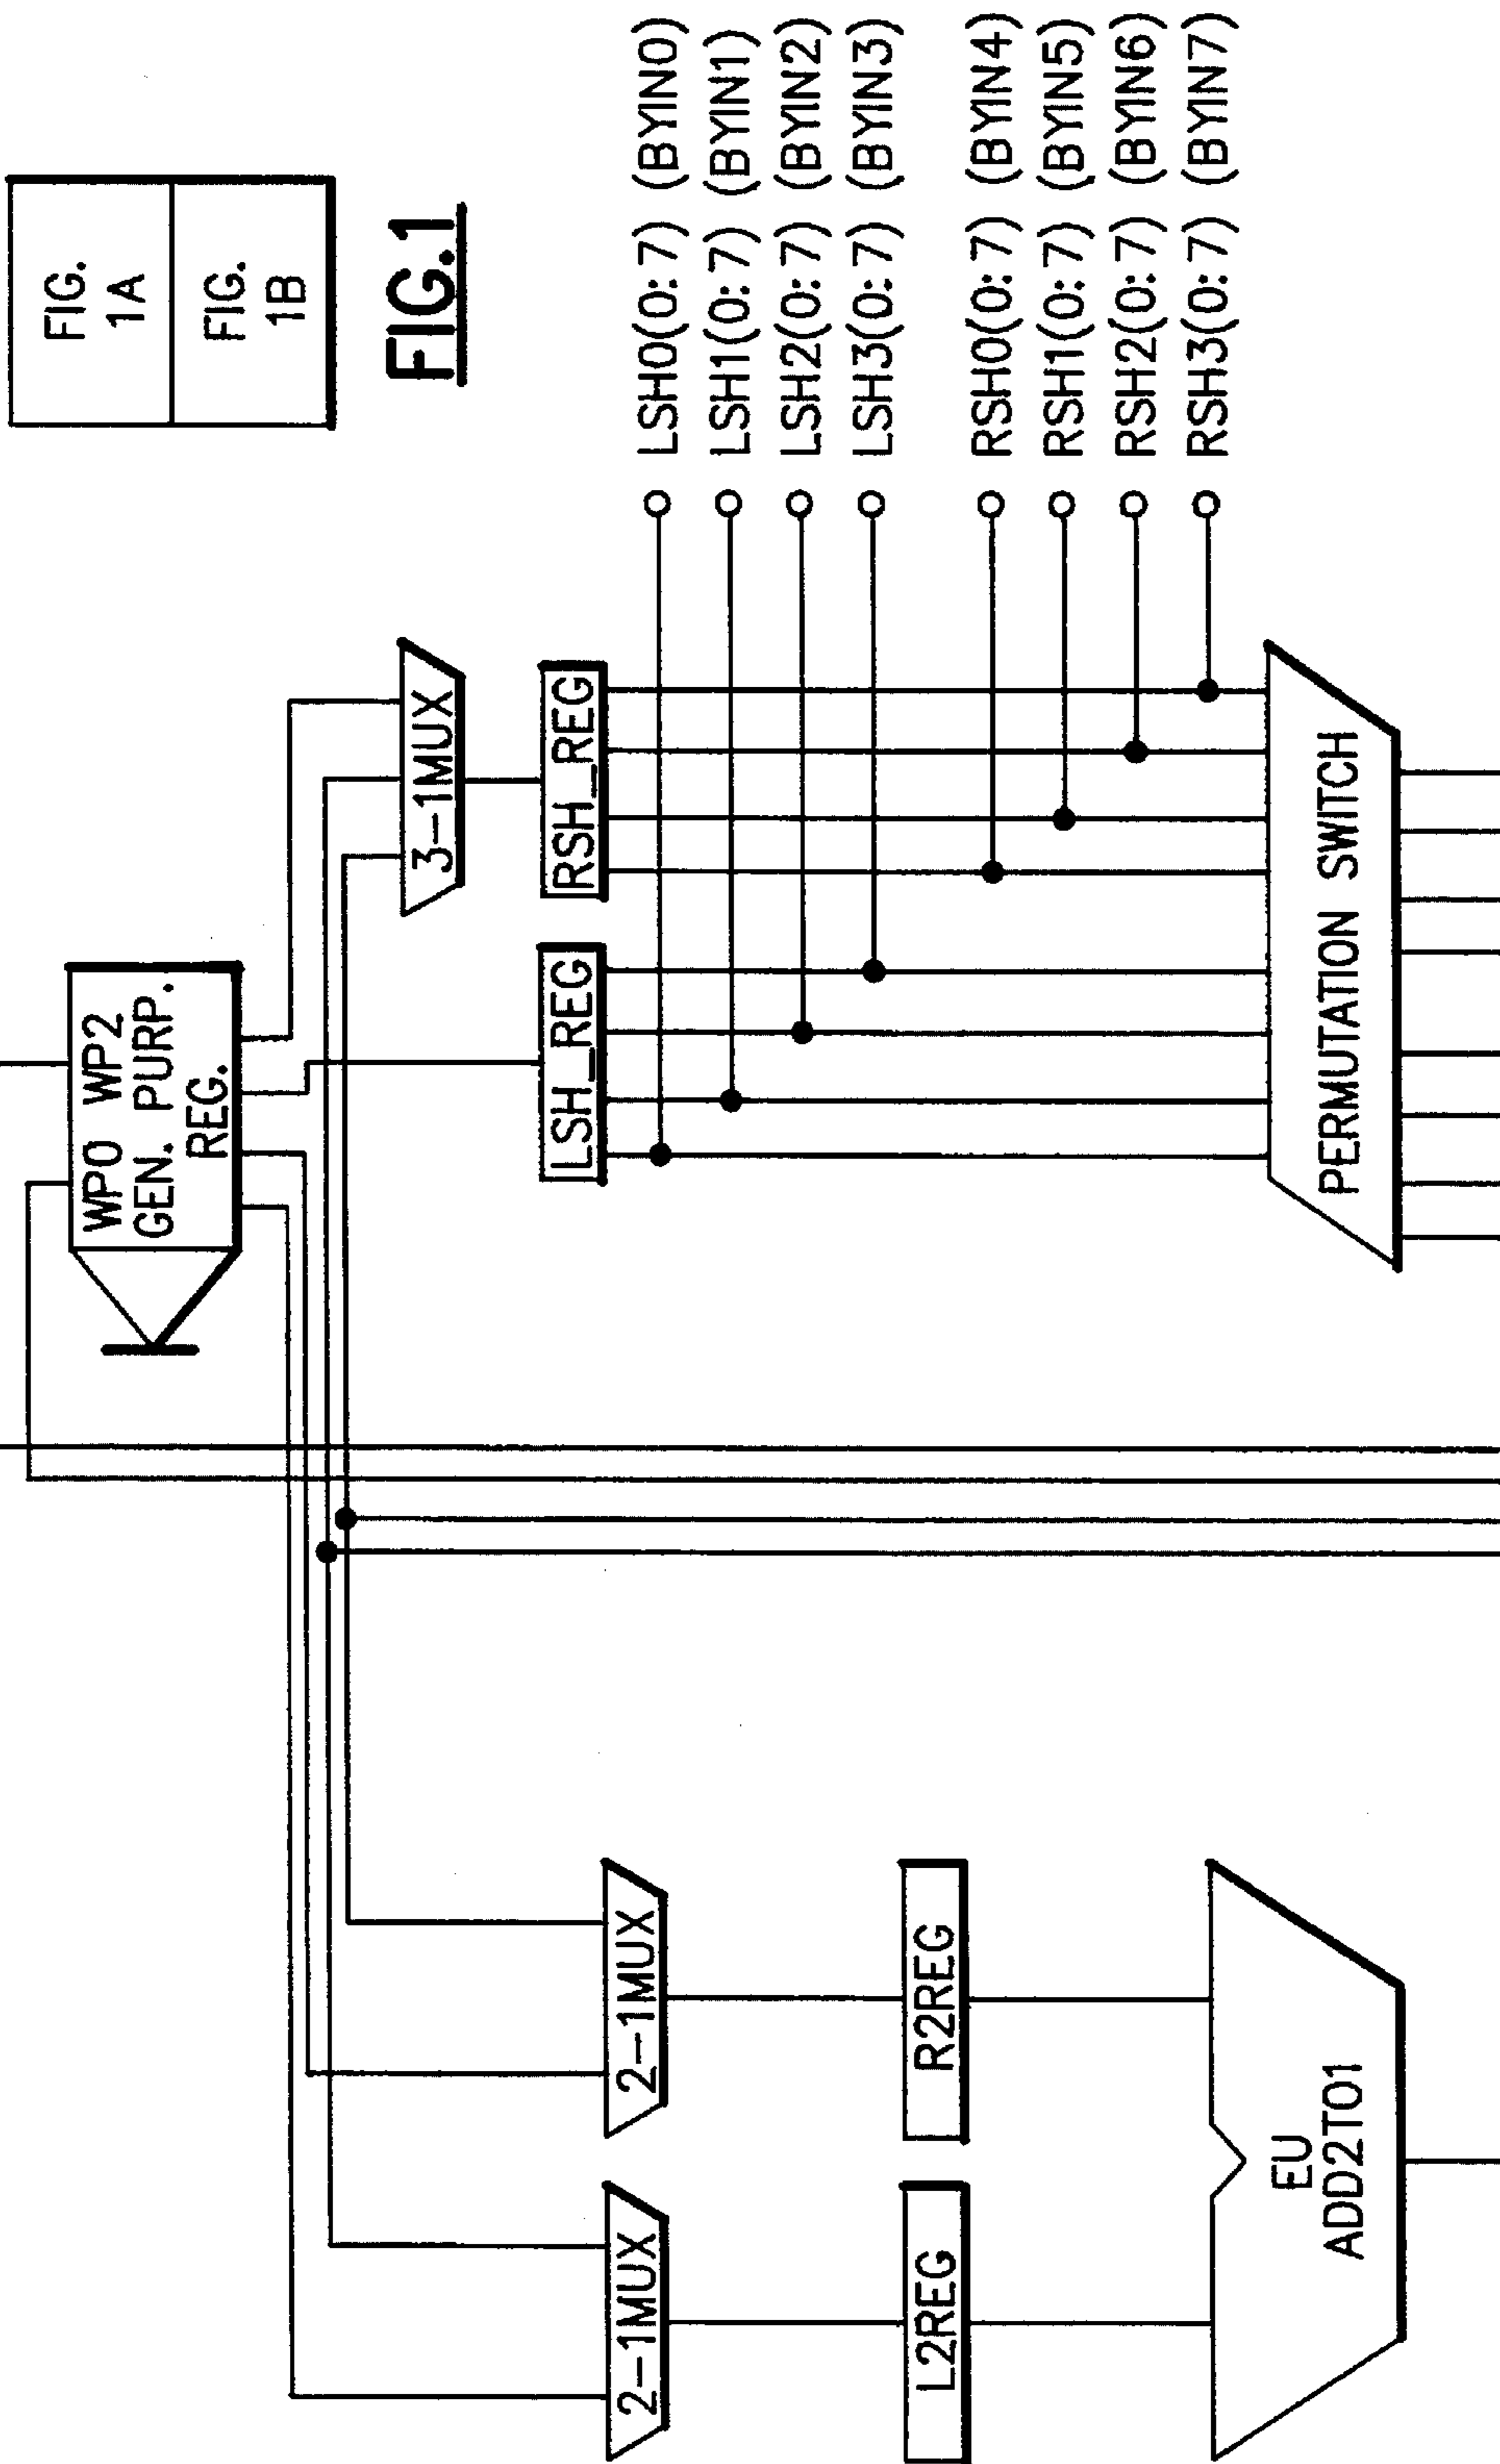 FIG.
1A
FIG.
1B
FIG.1
WP0 WP2
GEN. PURP.
REG.
3-1MUX
2-1MUX
2-1MUX
LSH_REG
RSH_REG
LSH0(0:7) (BYIN0)
LSH1(0:7) (BYIN1)
LSH2(0:7) (BYIN2)
LSH3(0:7) (BYIN3)
RSH0(0:7) (BYIN4)
RSH1(0:7) (BYIN5)
RSH2(0:7) (BYIN6)
RSH3(0:7) (BYIN7)
L2REG
R2REG
EU
ADD2TO1
PERMUTATION SWITCH